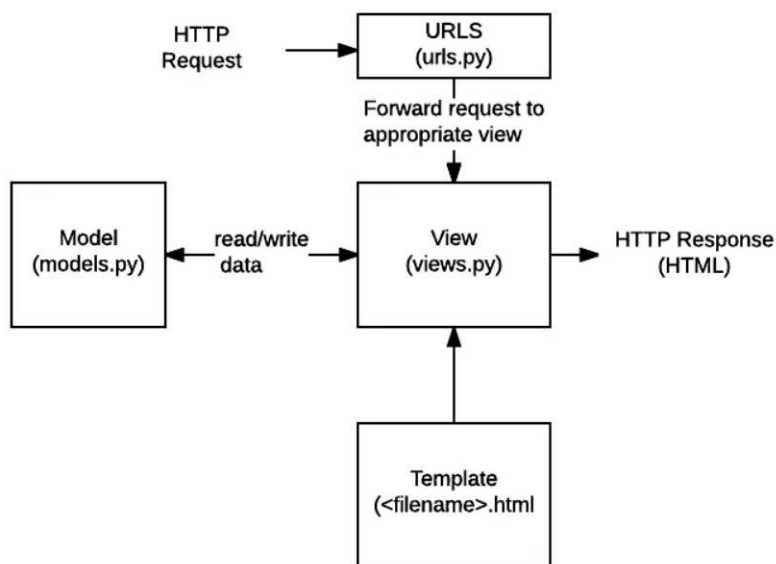 HTTP
Request
URLS
(urls.py)
Forward request to
appropriate view
Model
(models.py)
read/write
data
View
(views.py)
HTTP Response
(HTML)
Template
(<filename>.html